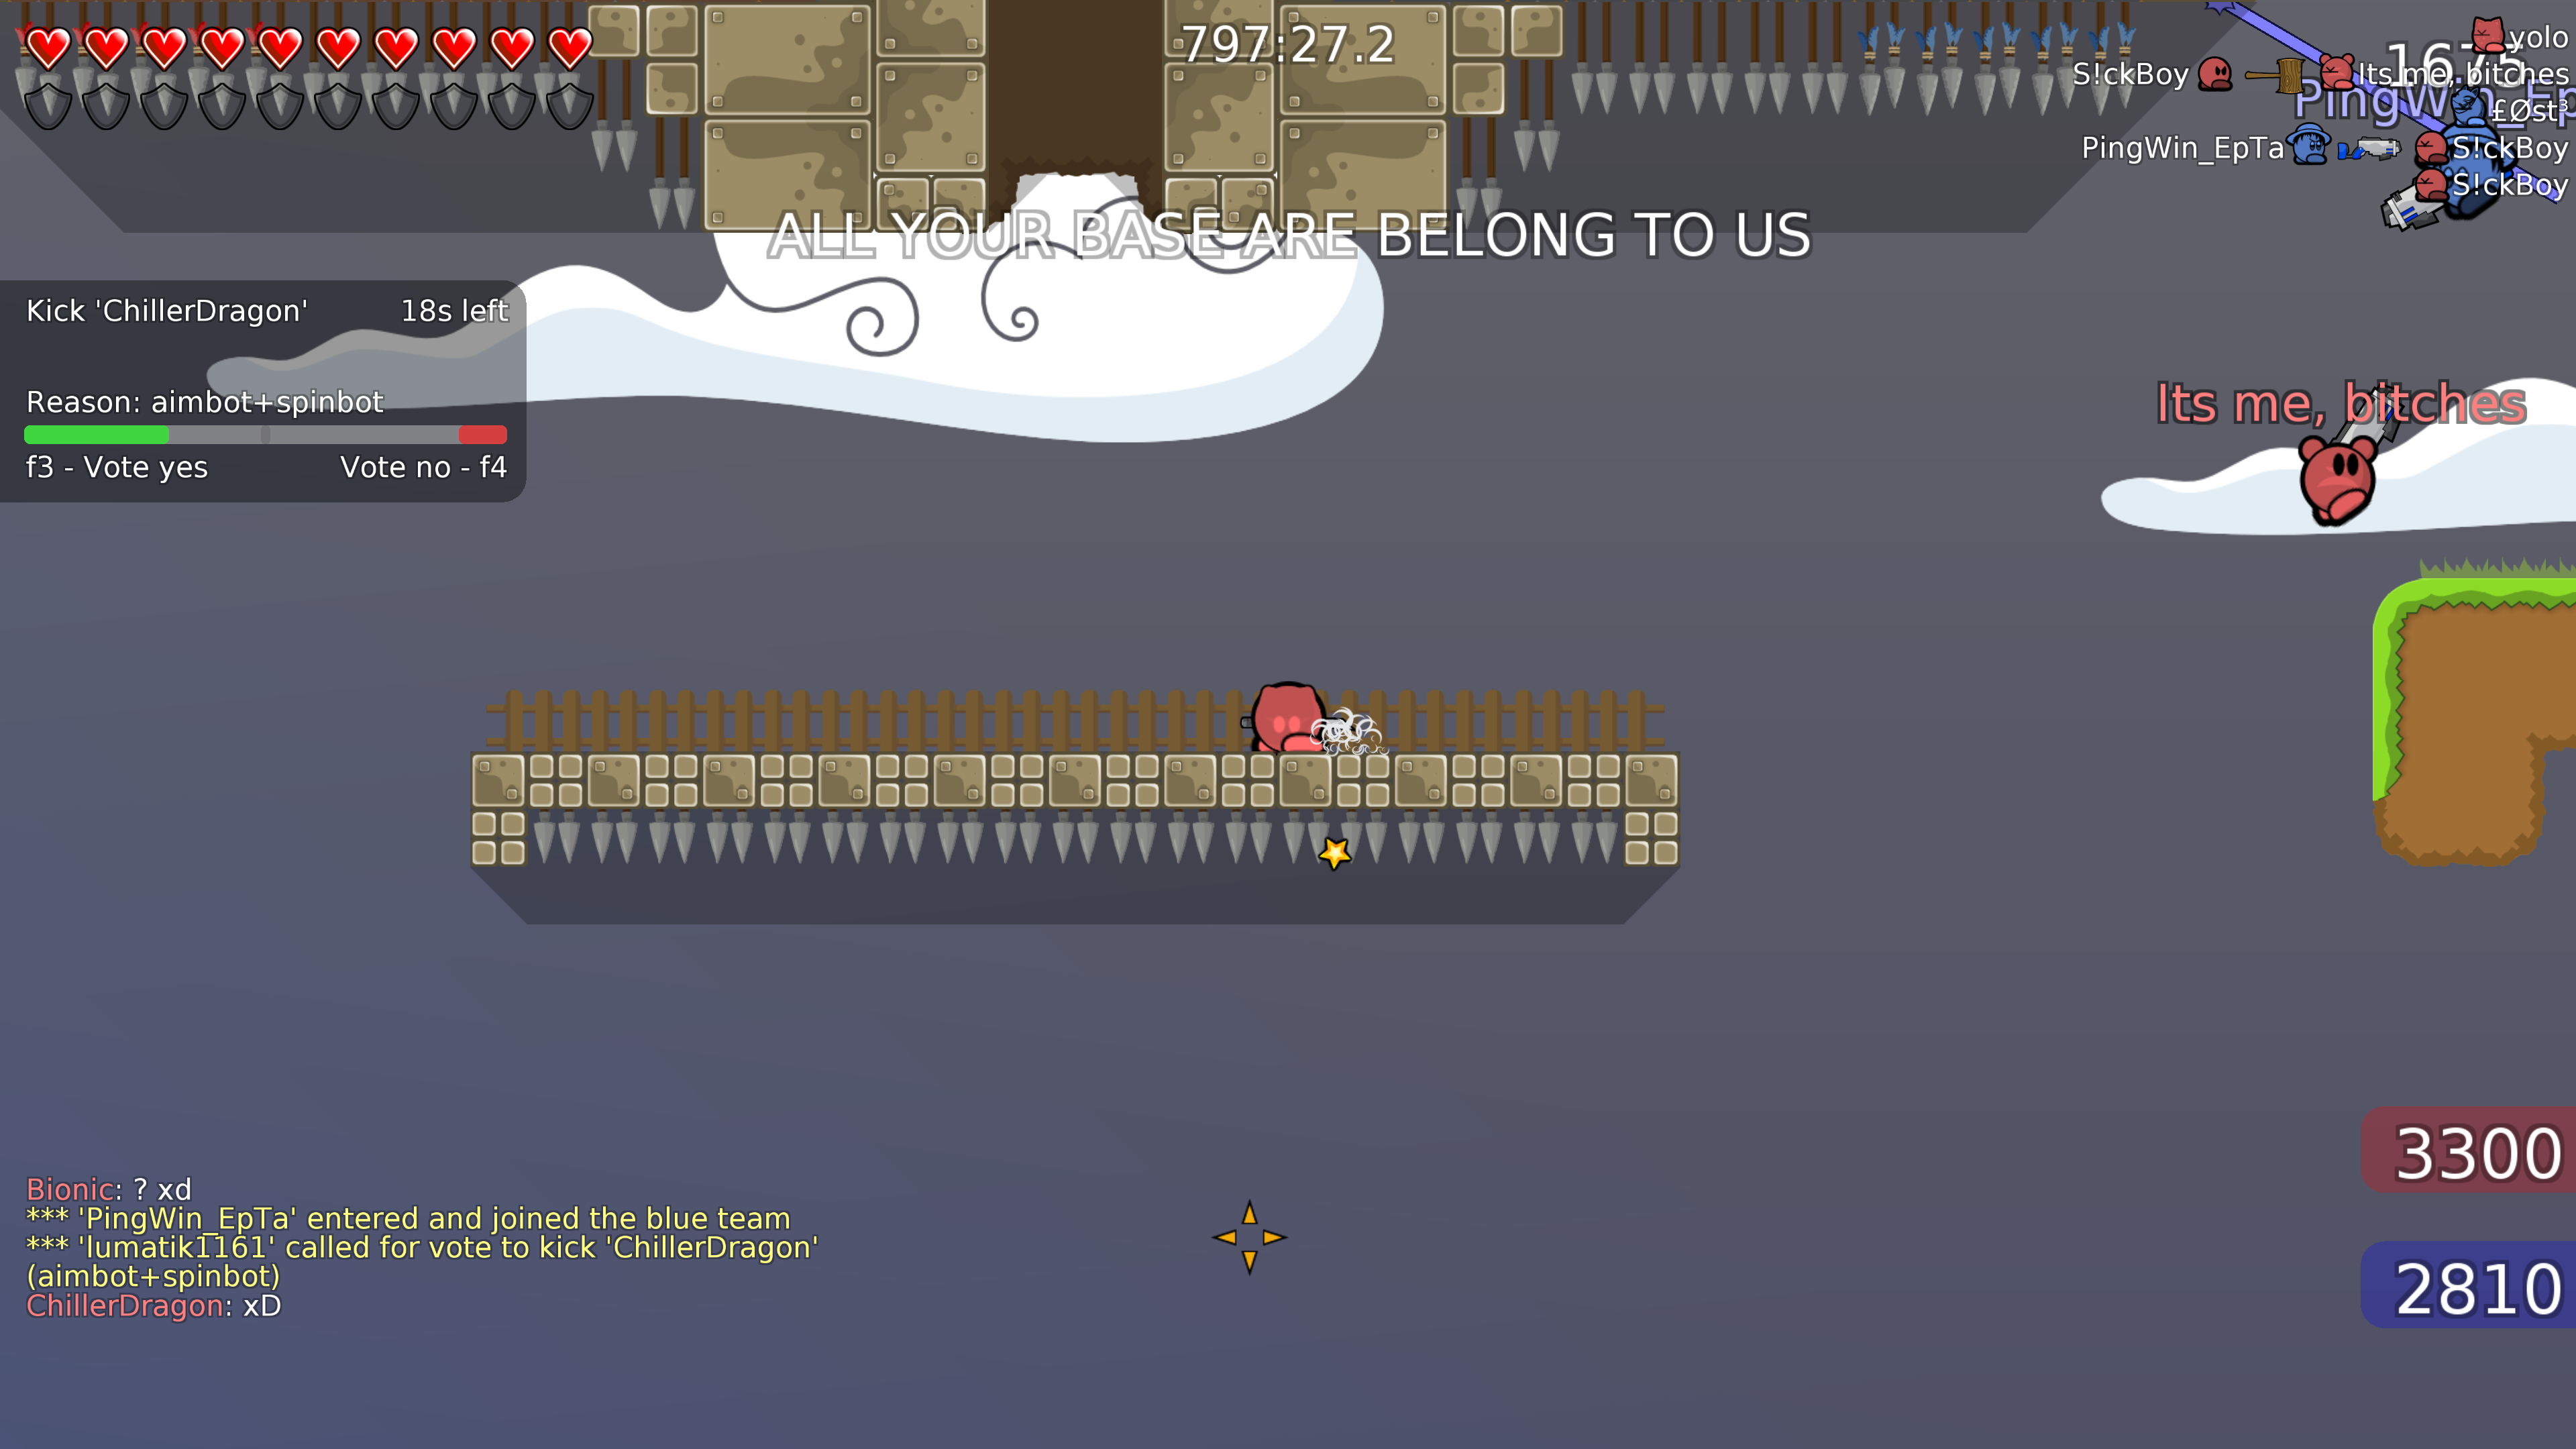 797:27.2
yolo
S!ckBoy Its me, bitches
£Øst³
PingWin_EpTa S!ckBoy
S!ckBoy
ALL YOUR BASE ARE BELONG TO US
Kick 'ChillerDragon' 18s left
Reason: aimbot+spinbot
f3 - Vote yes Vote no - f4
Its me, bitches
Bionic: ? xd
*** 'PingWin_EpTa' entered and joined the blue team
*** 'lumatik1161' called for vote to kick 'ChillerDragon'
(aimbot+spinbot)
ChillerDragon: xD
3300
2810